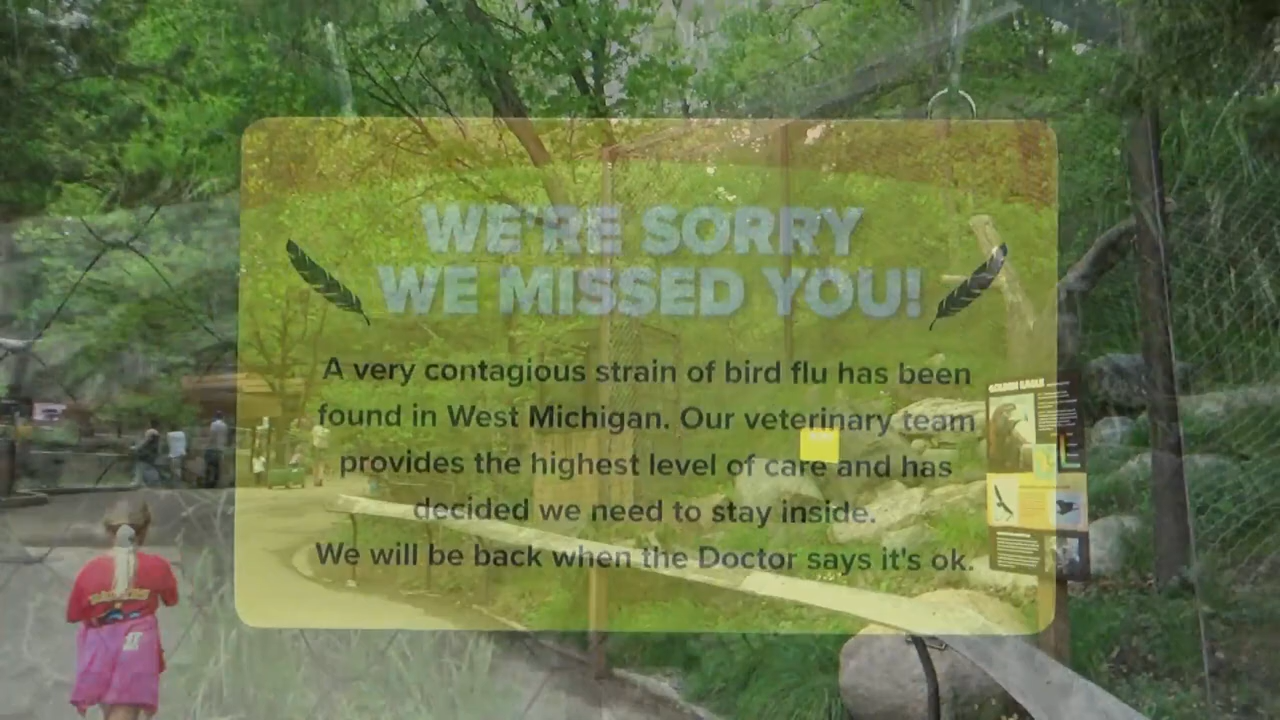 WE'RE SORRY
WE MISSED YOU!
A very contagious strain of bird flu has been
found in West Michigan. Our veterinary team
provides the highest level of care and has
decided we need to stay inside.
We will be back when the Doctor says it's ok.
GOLDEN EAGLE